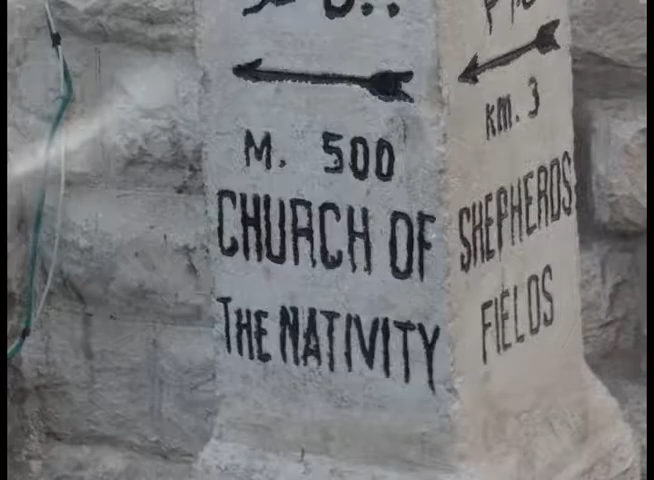 M. 500
CHURCH OF
THE NATIVITY
KM. 3
SHEPHERDS
FIELDS